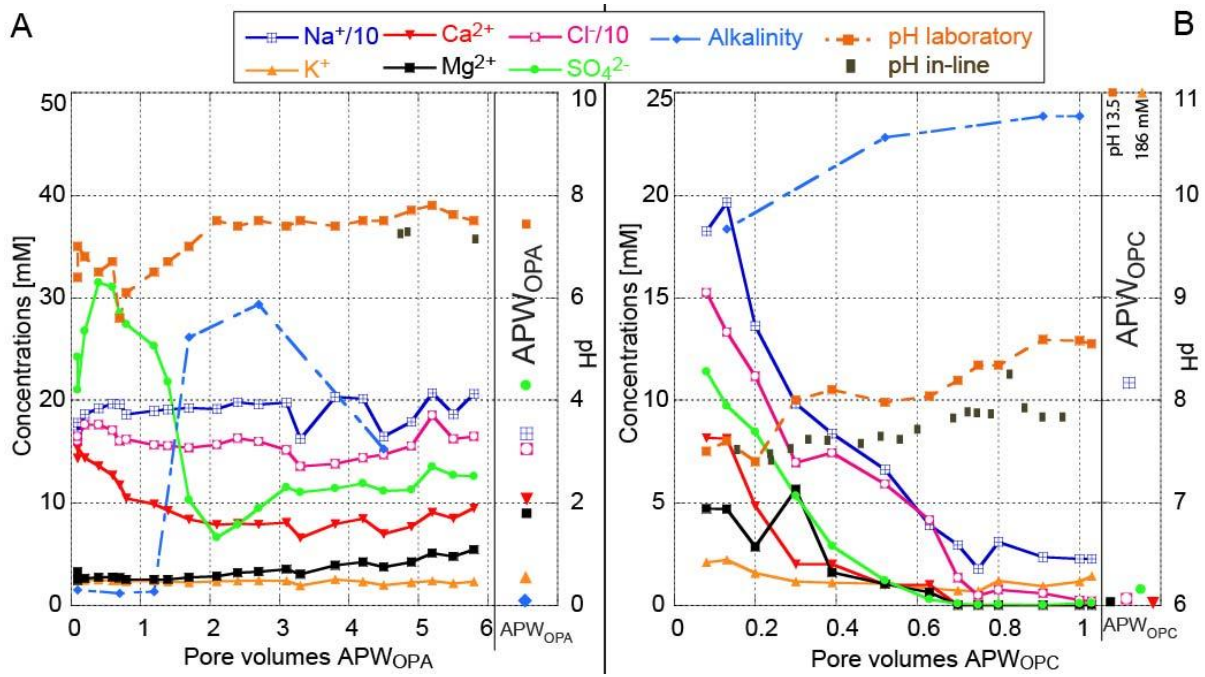 A
B
Na⁺/10
Ca²⁺
Cl⁻/10
Alkalinity
pH laboratory
K⁺
Mg²⁺
SO₄²⁻
pH in-line
Concentrations [mM]
50
40
30
20
10
0
0 1 2 3 4 5 6
APW_OPA
Pore volumes APW_OPA
APW_OPA
10
8
6
4
2
0
pH
Concentrations [mM]
25
20
15
10
5
0
0 0.2 0.4 0.6 0.8 1
APW_OPC
Pore volumes APW_OPC
pH 13.5
186 mM
APW_OPC
11
10
9
8
7
6
pH